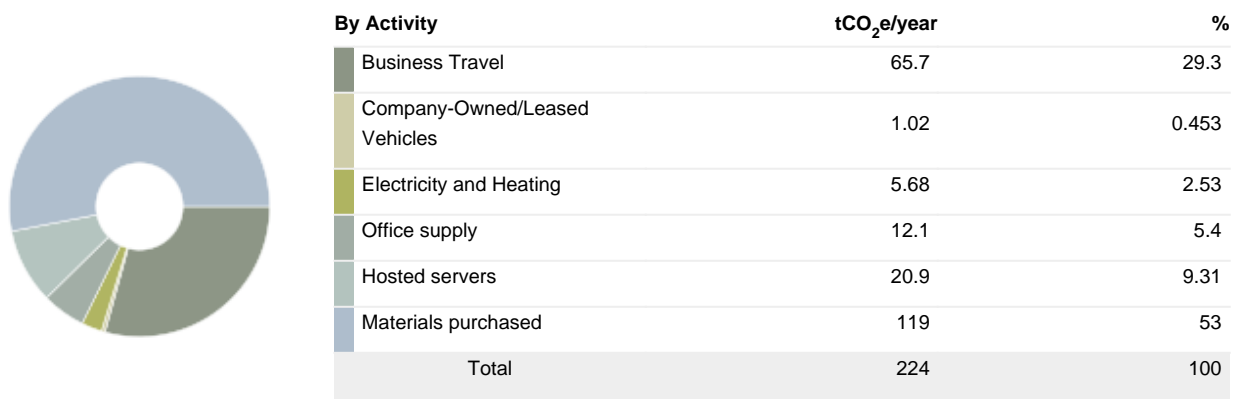 By Activity tCO₂e/year %
Business Travel 65.7 29.3
Company-Owned/Leased
Vehicles 1.02 0.453
Electricity and Heating 5.68 2.53
Office supply 12.1 5.4
Hosted servers 20.9 9.31
Materials purchased 119 53
Total 224 100